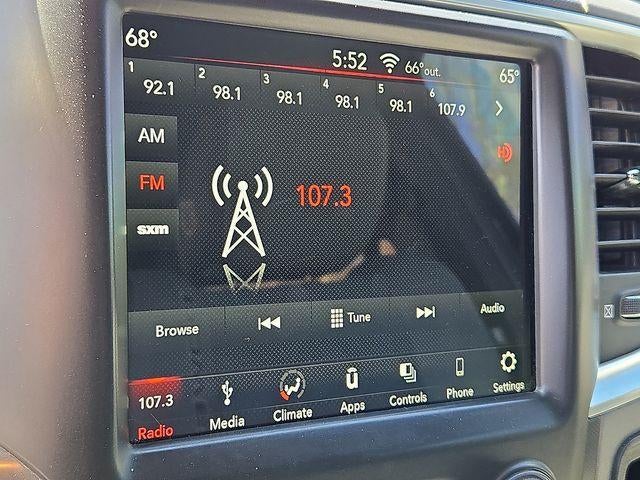 68° 5:52 66°out. 65°
1 2 3 4 5 6
92.1 98.1 98.1 98.1 98.1 107.9
AM
FM
sxm
107.3
HD
Browse Tune Audio
107.3
Radio Media Climate Apps Controls Phone Settings